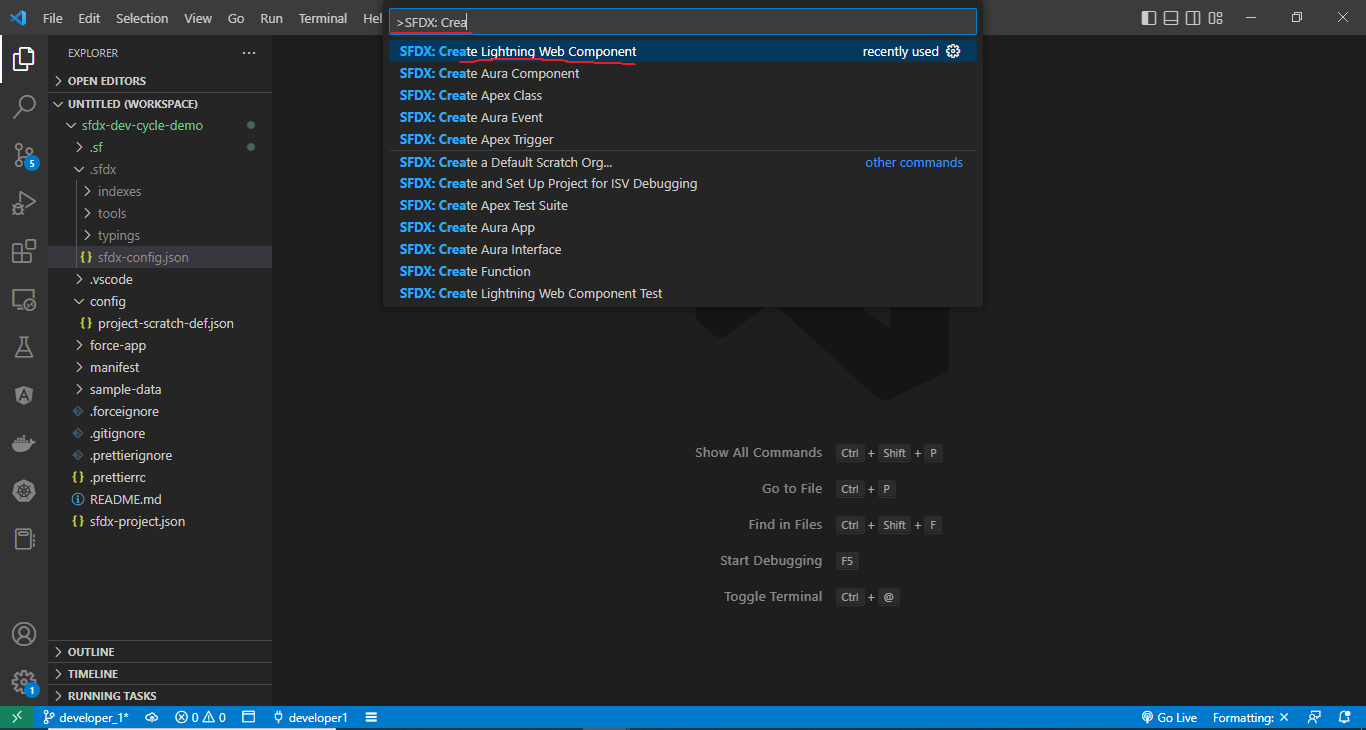 File Edit Selection View Go Run Terminal Hel
>SFDX: Crea
SFDX: Create Lightning Web Component recently used
SFDX: Create Aura Component
SFDX: Create Apex Class
SFDX: Create Aura Event
SFDX: Create Apex Trigger
SFDX: Create a Default Scratch Org... other commands
SFDX: Create and Set Up Project for ISV Debugging
SFDX: Create Apex Test Suite
SFDX: Create Aura App
SFDX: Create Aura Interface
SFDX: Create Function
SFDX: Create Lightning Web Component Test
EXPLORER ...
OPEN EDITORS
UNTITLED (WORKSPACE)
sfdx-dev-cycle-demo
.sf
.sfdx
indexes
tools
typings
{} sfdx-config.json
.vscode
config
{} project-scratch-def.json
force-app
manifest
sample-data
.forceignore
.gitignore
.prettierignore
{} .prettierrc
README.md
{} sfdx-project.json
OUTLINE
TIMELINE
RUNNING TASKS
5
1
Show All Commands Ctrl + Shift + P
Go to File Ctrl + P
Find in Files Ctrl + Shift + F
Start Debugging F5
Toggle Terminal Ctrl + @
developer_1* 0 0 developer1 Go Live Formatting: ×